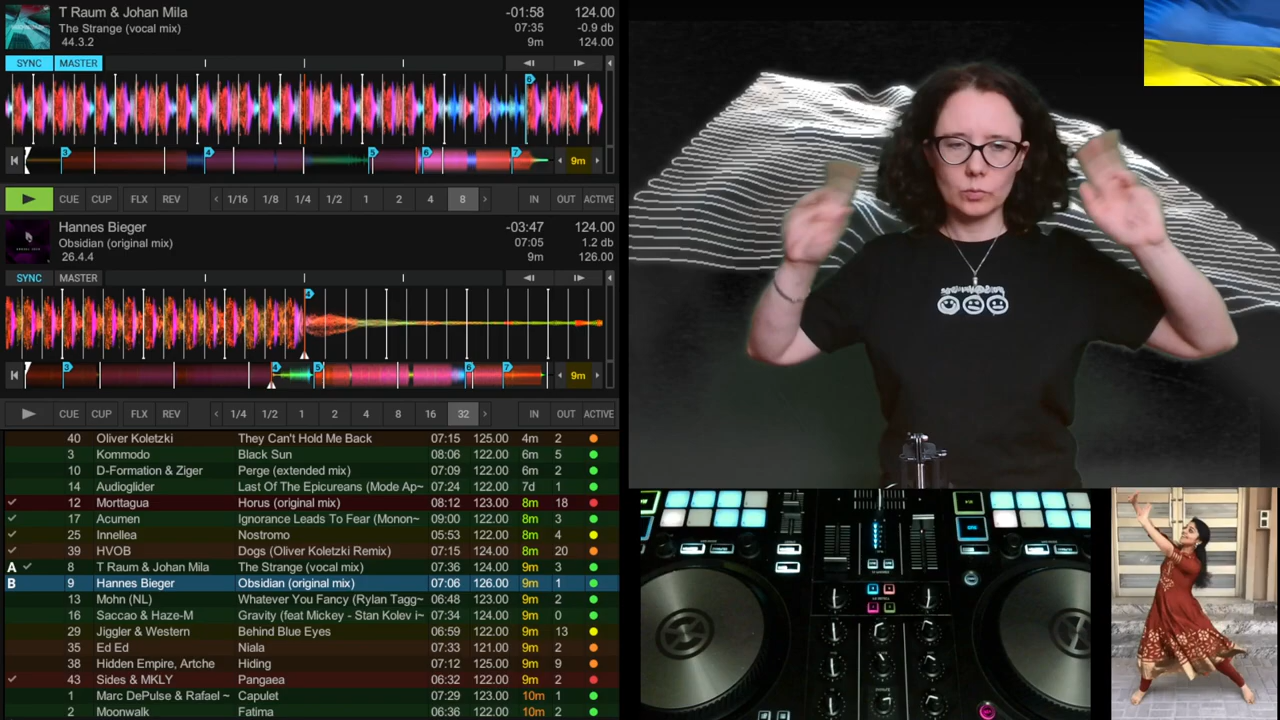 T Raum & Johan Mila -01:58 124.00
The Strange (vocal mix) 07:35 -0.9 db
44.3.2 9m 124.00
SYNC MASTER
6
3 4 5 6 7 9m
CUE CUP FLX REV 1/16 1/8 1/4 1/2 1 2 4 8 IN OUT ACTIVE
Hannes Bieger -03:47 124.00
Obsidian (original mix) 07:05 1.2 db
26.4.4 9m 126.00
SYNC MASTER
4
3 4 5 6 7 9m
CUE CUP FLX REV 1/4 1/2 1 2 4 8 16 32 IN OUT ACTIVE
40 Oliver Koletzki They Can't Hold Me Back 07:15 125.00 4m 2
3 Kommodo Black Sun 08:06 122.00 6m 5
10 D-Formation & Ziger Perge (extended mix) 07:09 122.00 6m 2
14 Audioglider Last Of The Epicureans (Mode Ap~ 07:24 122.00 7d 1
12 Morttagua Horus (original mix) 08:12 123.00 8m 18
17 Acumen Ignorance Leads To Fear (Monon~ 09:00 122.00 8m 3
25 Innellea Nostromo 05:53 122.00 8m 4
39 HVOB Dogs (Oliver Koletzki Remix) 07:15 124.00 8m 20
A 8 T Raum & Johan Mila The Strange (vocal mix) 07:36 124.00 9m 3
B 9 Hannes Bieger Obsidian (original mix) 07:06 126.00 9m 1
13 Mohn (NL) Whatever You Fancy (Rylan Tagg~ 06:48 123.00 9m 2
16 Saccao & Haze-M Gravity (feat Mickey - Stan Kolev i~ 07:34 124.00 9m 0
29 Jiggler & Western Behind Blue Eyes 06:59 122.00 9m 13
35 Ed Ed Niala 07:33 121.00 9m 2
38 Hidden Empire, Artche Hiding 07:12 125.00 9m 9
43 Sides & MKLY Pangaea 06:32 122.00 9m 2
1 Marc DePulse & Rafael ~ Capulet 07:29 123.00 10m 1
2 Moonwalk Fatima 06:36 122.00 10m 2